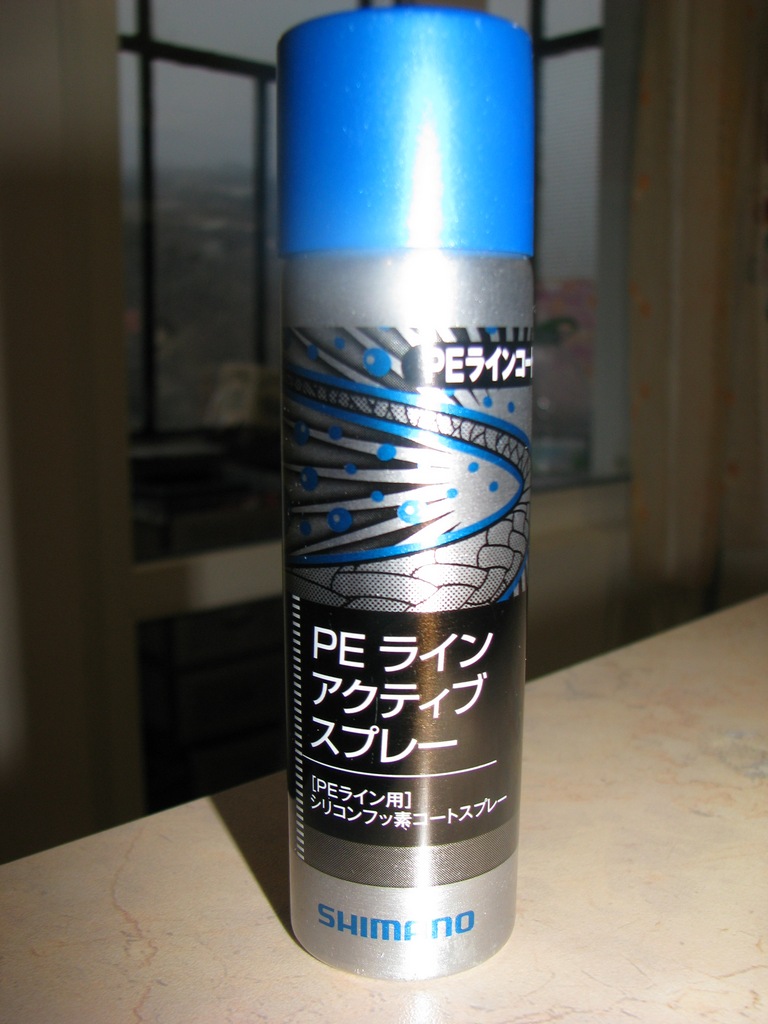 PEラインコー
PE ライン
アクティブ
スプレー
[PEライン用]
シリコンフッ素コートスプレー
SHIMANO